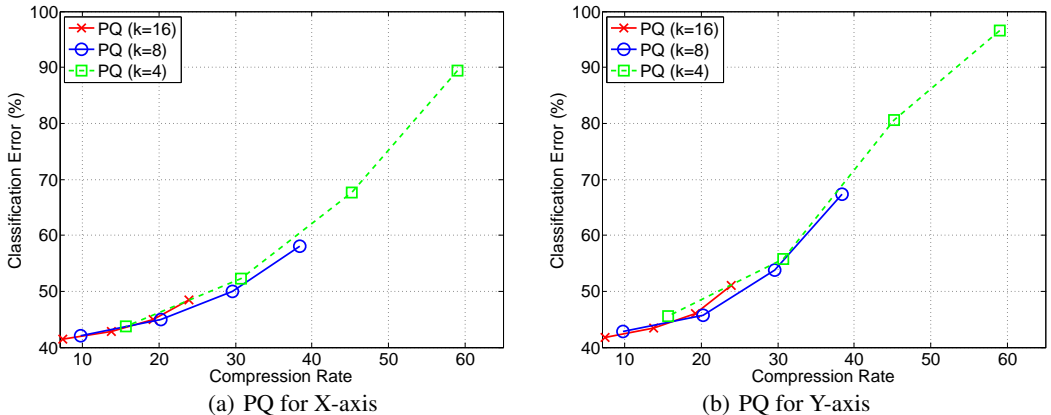 100
90
80
70
60
50
40
10 20 30 40 50 60
Classification Error (%)
Compression Rate
PQ (k=16)
PQ (k=8)
PQ (k=4)
(a) PQ for X-axis
100
90
80
70
60
50
40
10 20 30 40 50 60
Classification Error (%)
Compression Rate
PQ (k=16)
PQ (k=8)
PQ (k=4)
(b) PQ for Y-axis